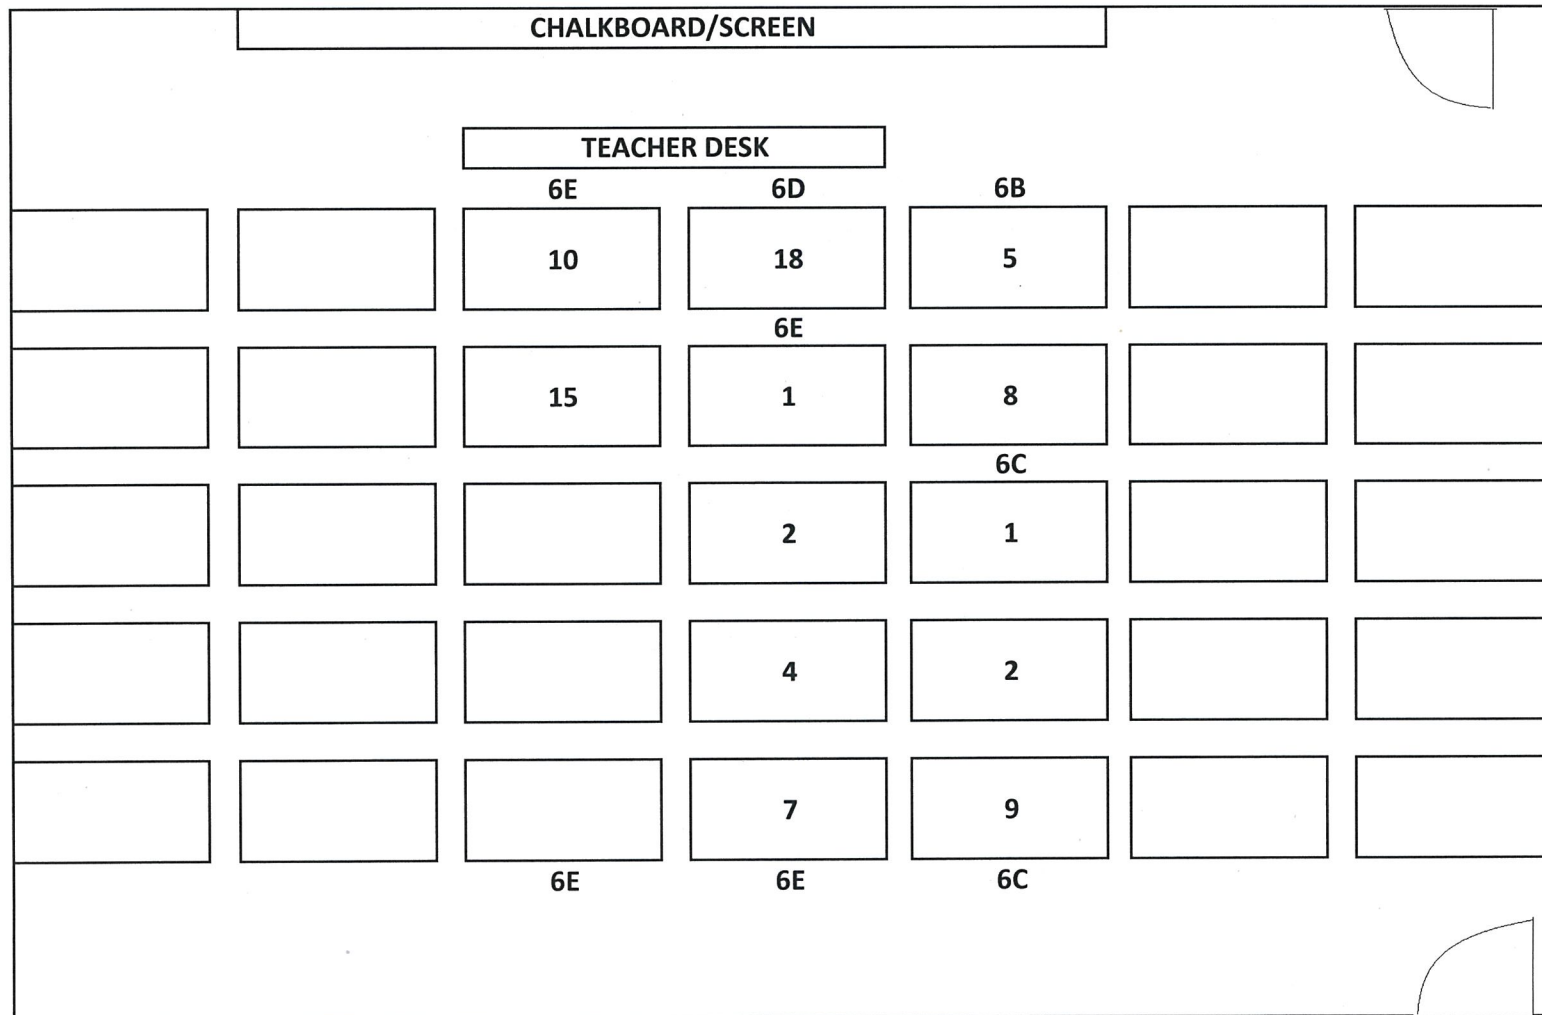 CHALKBOARD/SCREEN
TEACHER DESK
6E 6D 6B
10 18 5
6E
15 1 8
6C
2 1
4 2
7 9
6E 6E 6C